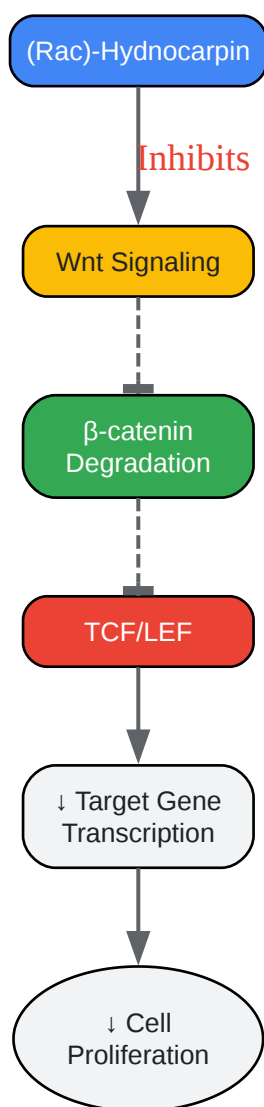 (Rac)-Hydnocarpin
Inhibits
Wnt Signaling
β-catenin
Degradation
TCF/LEF
↓ Target Gene
Transcription
↓ Cell
Proliferation